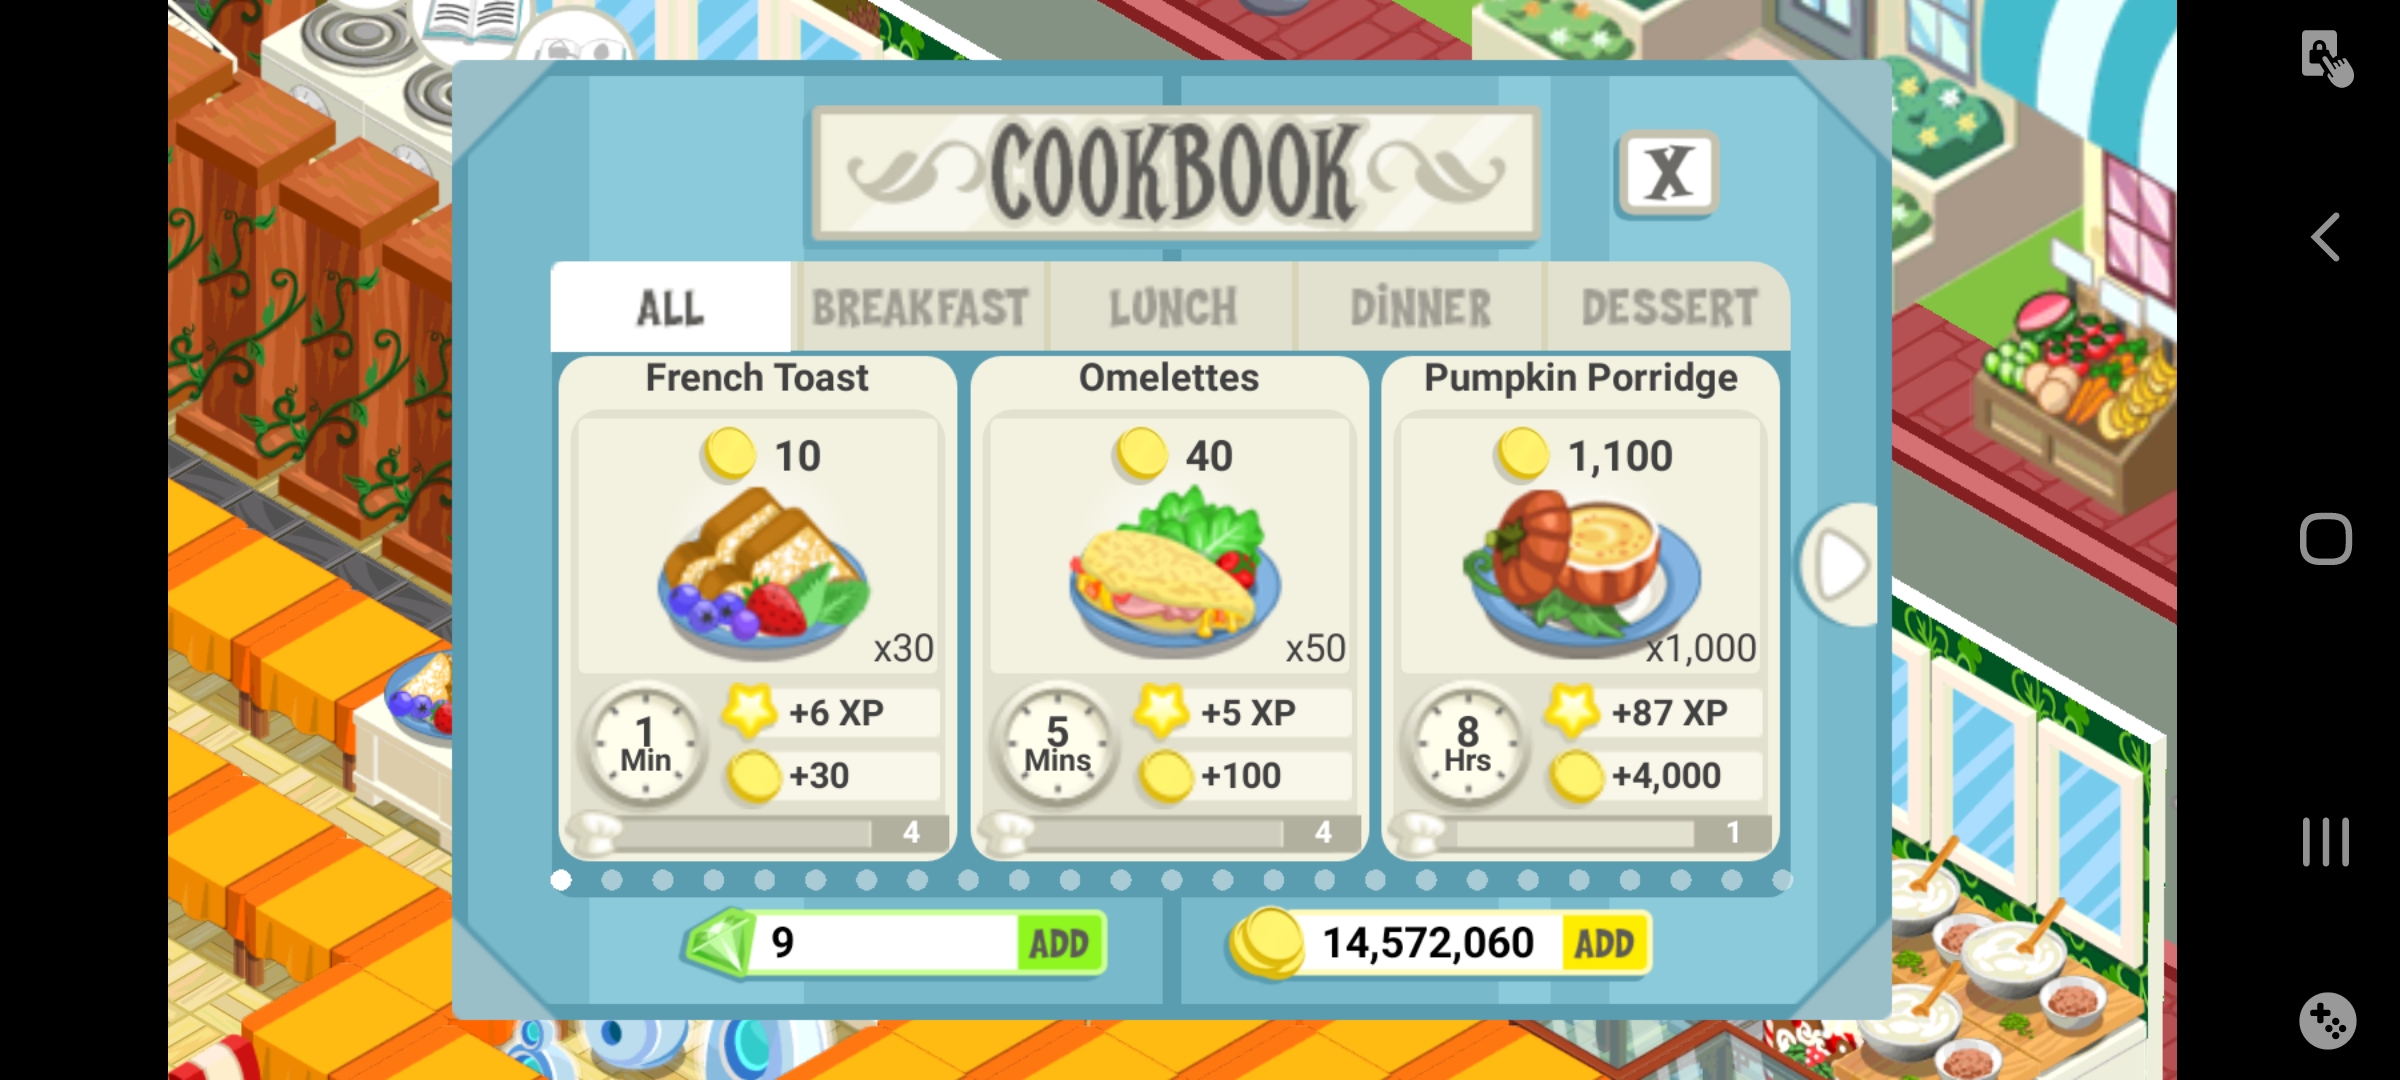 COOKBOOK
X
ALL
BREAKFAST
LUNCH
DINNER
DESSERT
French Toast
10
x30
1
Min
+6 XP
+30
4
Omelettes
40
x50
5
Mins
+5 XP
+100
4
Pumpkin Porridge
1,100
x1,000
8
Hrs
+87 XP
+4,000
1
9
ADD
14,572,060
ADD